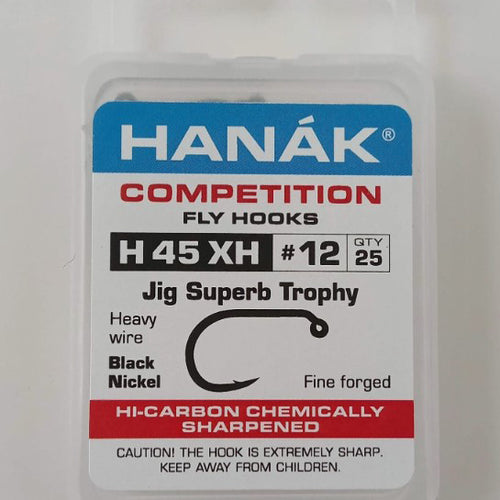 HANÁK®
COMPETITION
FLY HOOKS
H 45 XH #12 QTY 25
Jig Superb Trophy
Heavy wire
Black Nickel
Fine forged
HI-CARBON CHEMICALLY
SHARPENED
CAUTION! THE HOOK IS EXTREMELY SHARP.
KEEP AWAY FROM CHILDREN.